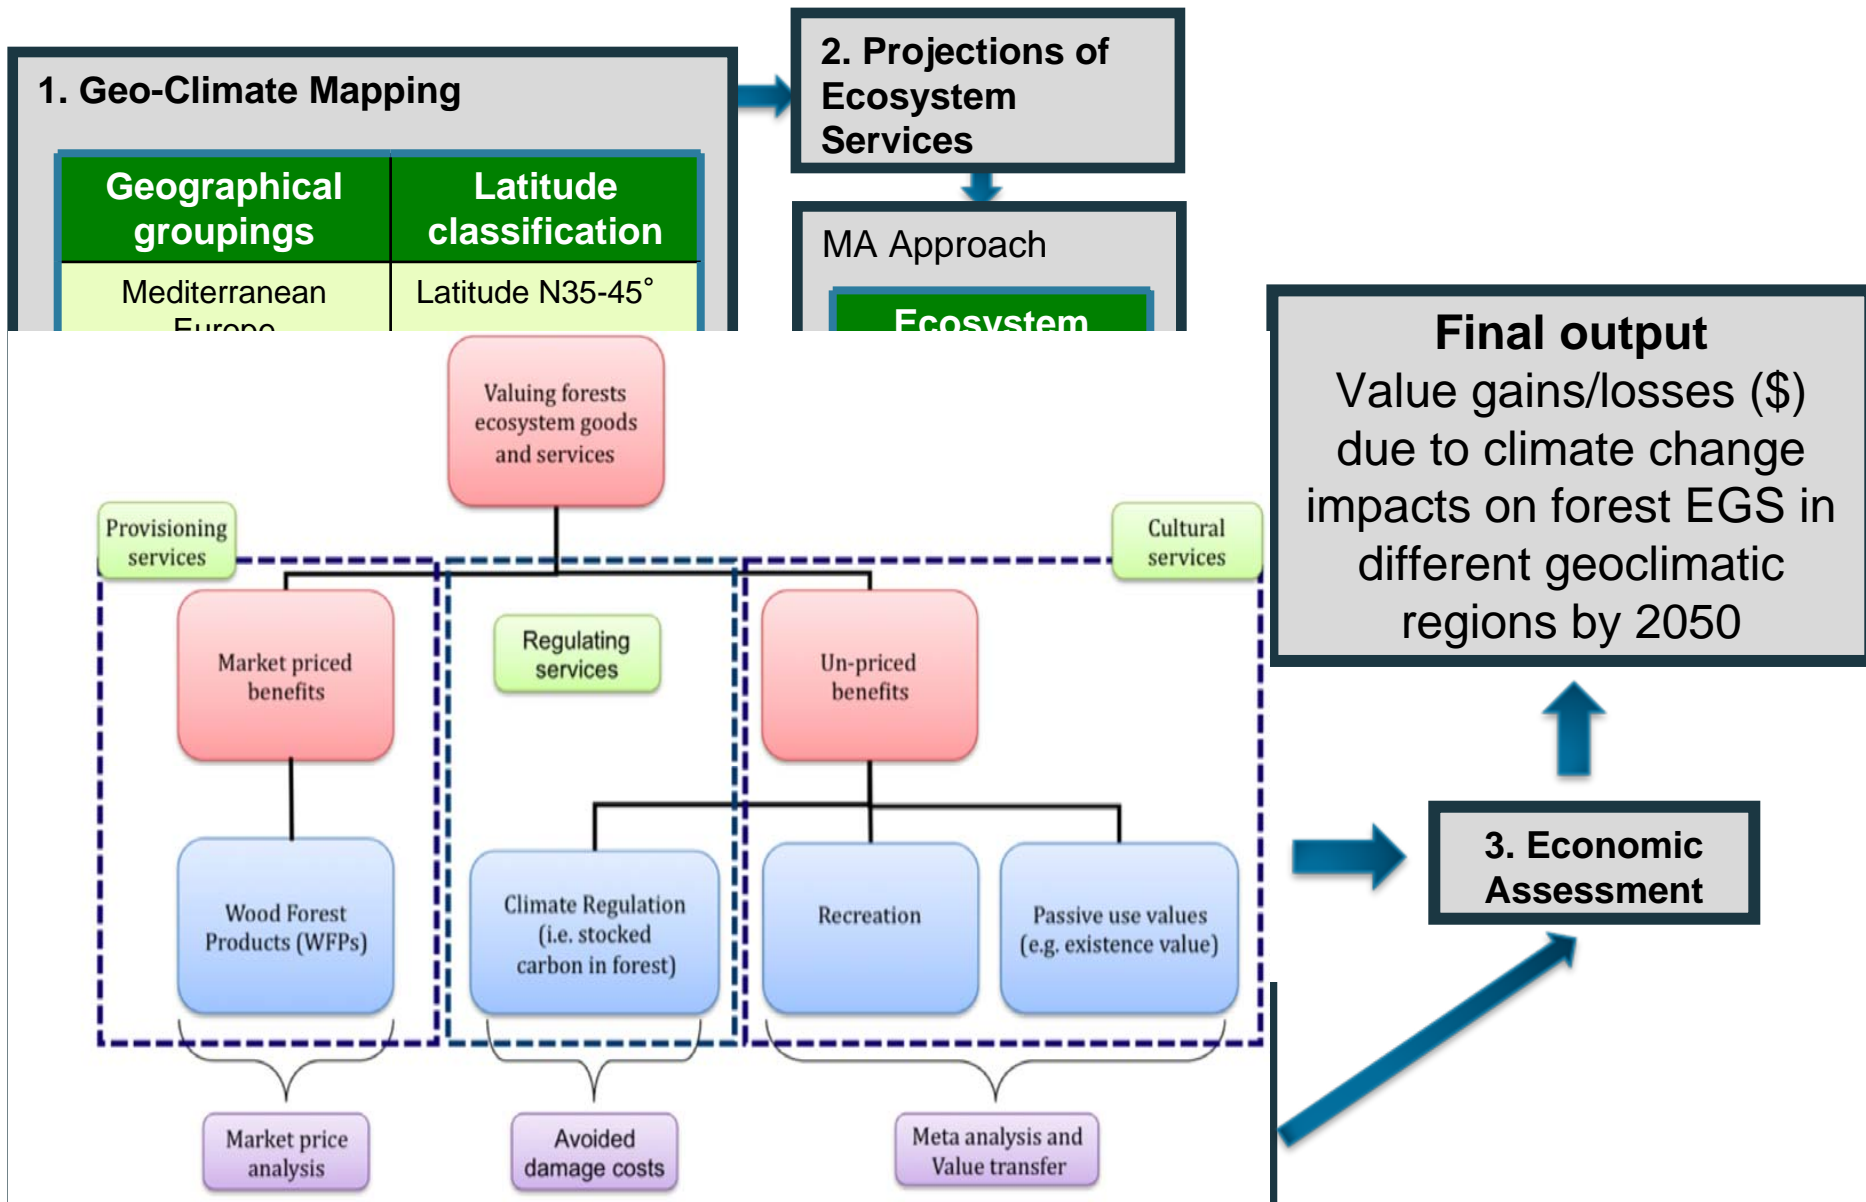 1. Geo-Climate Mapping
Geographical
groupings
Latitude
classification
Mediterranean
Europe
Latitude N35-45°
2. Projections of
Ecosystem
Services
MA Approach
Ecosystem
Final output
Value gains/losses ($)
due to climate change
impacts on forest EGS in
different geoclimatic
regions by 2050
3. Economic
Assessment
Valuing forests
ecosystem goods
and services
Provisioning
services
Cultural
services
Regulating
services
Market priced
benefits
Un-priced
benefits
Wood Forest
Products (WFPs)
Climate Regulation
(i.e. stocked
carbon in forest)
Recreation
Passive use values
(e.g. existence value)
Market price
analysis
Avoided
damage costs
Meta analysis and
Value transfer